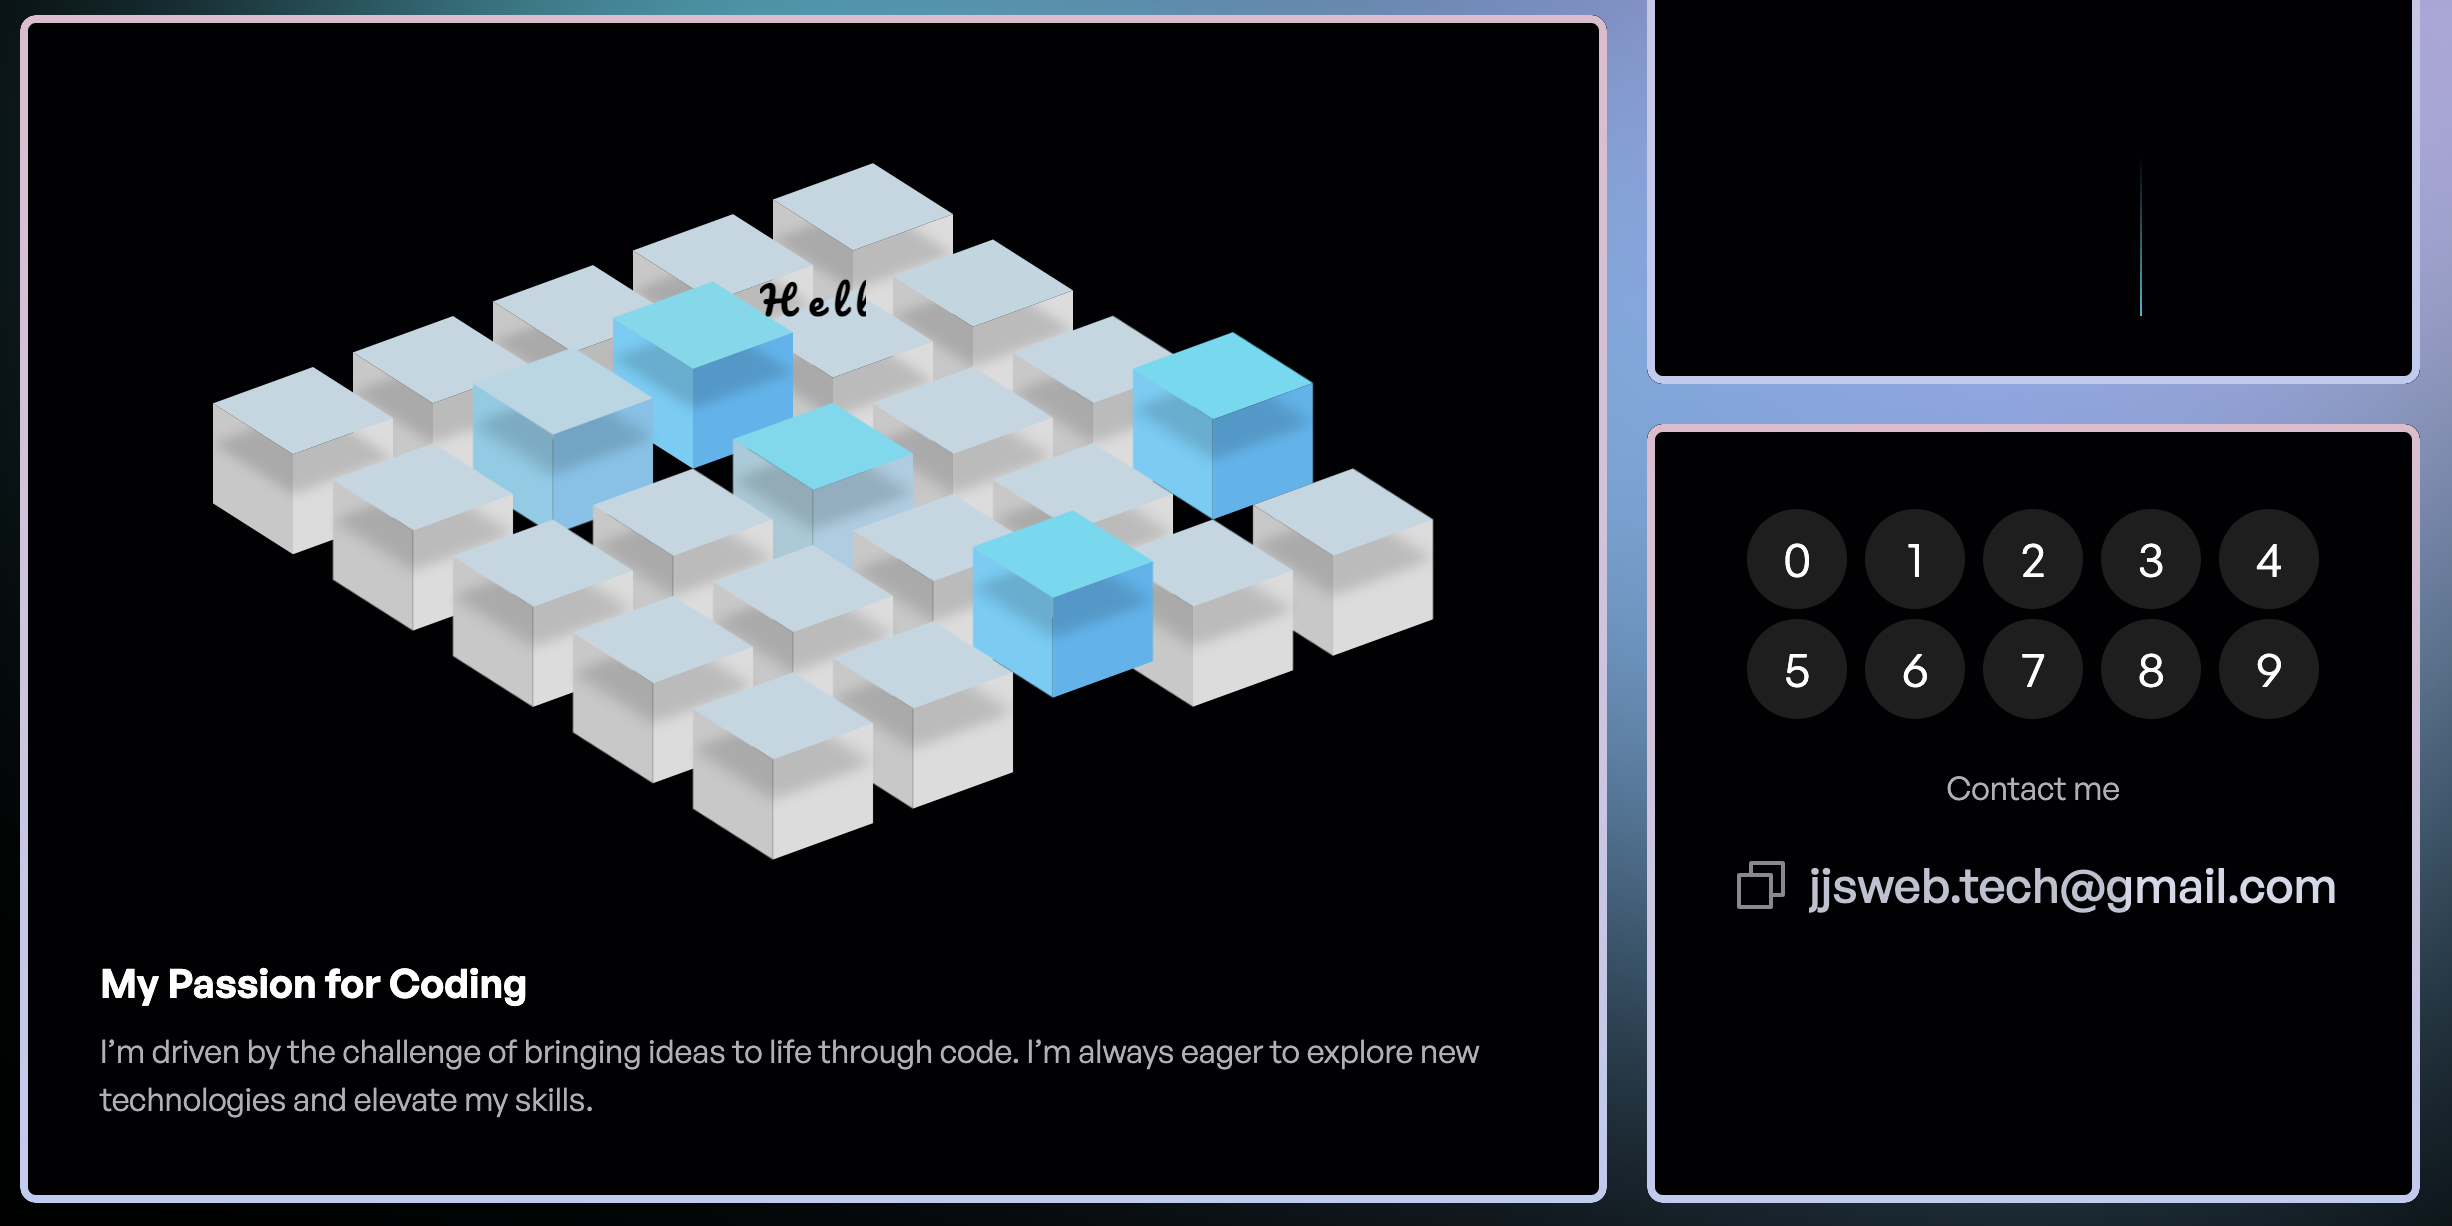 Hell
My Passion for Coding
I’m driven by the challenge of bringing ideas to life through code. I’m always eager to explore new
technologies and elevate my skills.
0 1 2 3 4
5 6 7 8 9
Contact me
jjsweb.tech@gmail.com